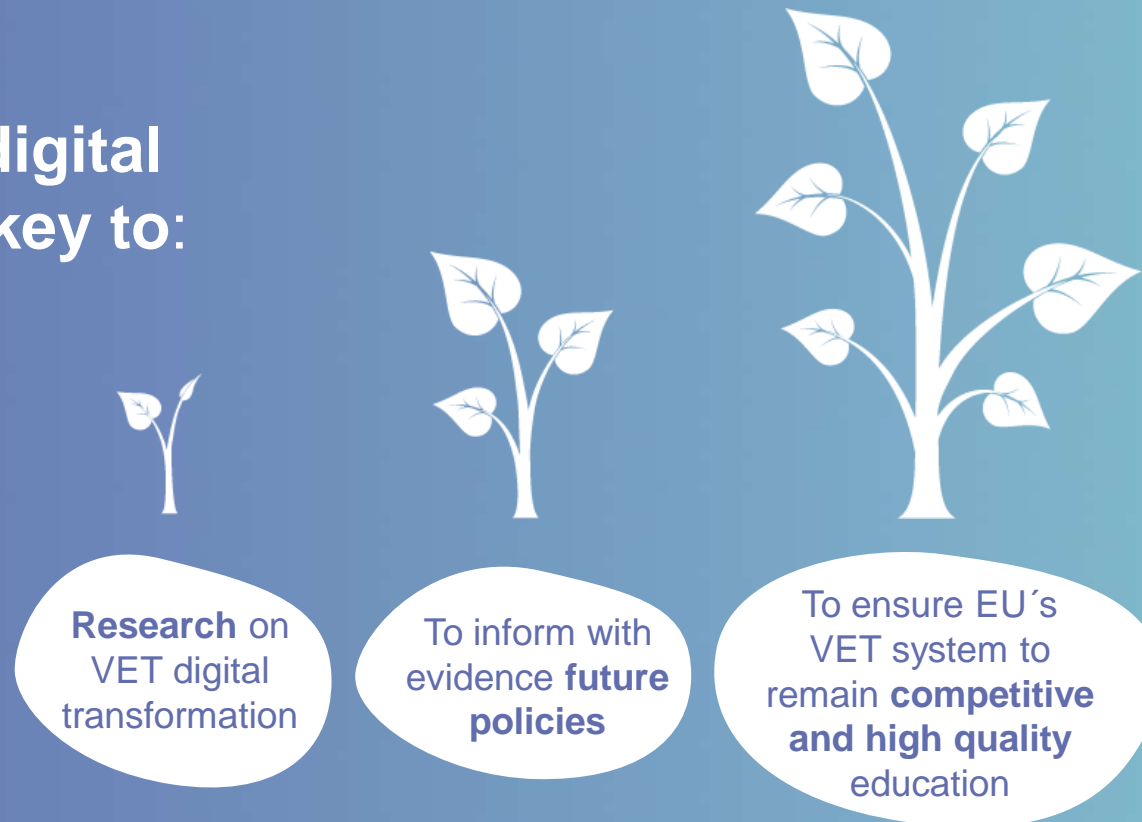 digital
key to:
Research on
VET digital
transformation
To inform with
evidence future
policies
To ensure EU´s
VET system to
remain competitive
and high quality
education